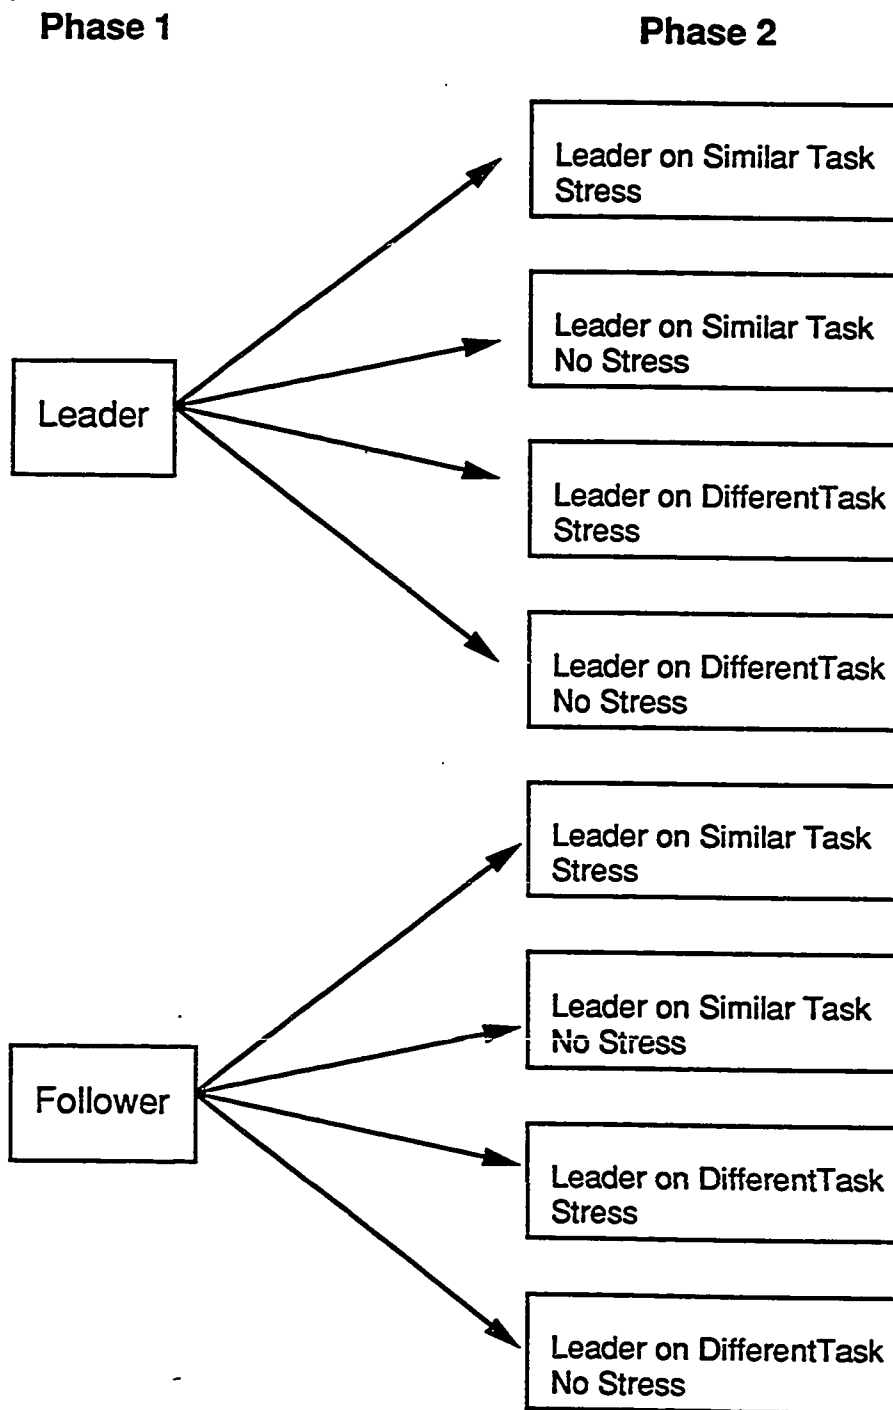 Phase 1
Phase 2
Leader on Similar Task
Stress
Leader on Similar Task
No Stress
Leader
Leader on DifferentTask
Stress
Leader on DifferentTask
No Stress
Leader on Similar Task
Stress
Leader on Similar Task
No Stress
Follower
Leader on DifferentTask
Stress
Leader on DifferentTask
No Stress